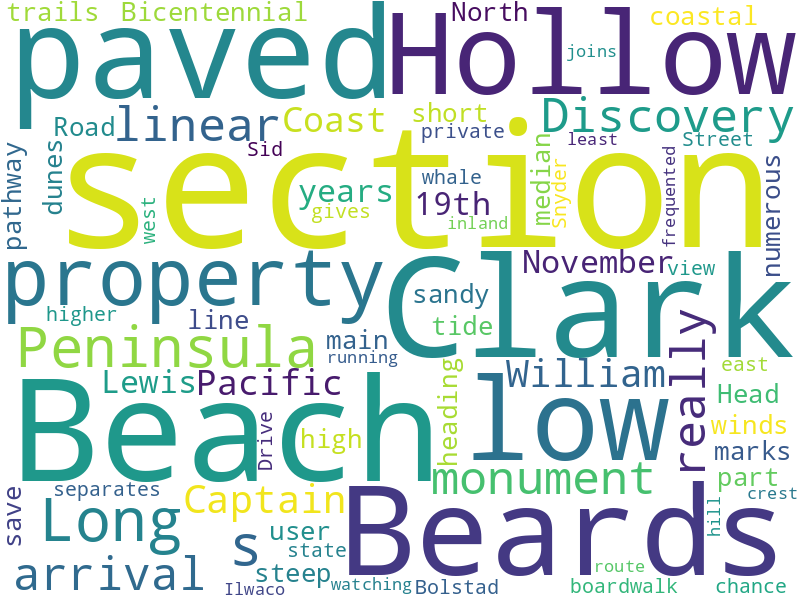 trails Bicentennial North coastal
paved Hollow
joins
Road linear Coast short Discovery
private least Street
Sid
section
pathway dunes west years gives whale 19th inland median Snyder frequented numerous
property Clark November view
higher line sandy tide
Peninsula main running
Lewis Pacific William east
Beach low really Head
Drive high heading winds
marks
save separates Captain monument part
crest
Long s user Beards hill
state
arrival steep route
Ilwaco watching Bolstad boardwalk chance